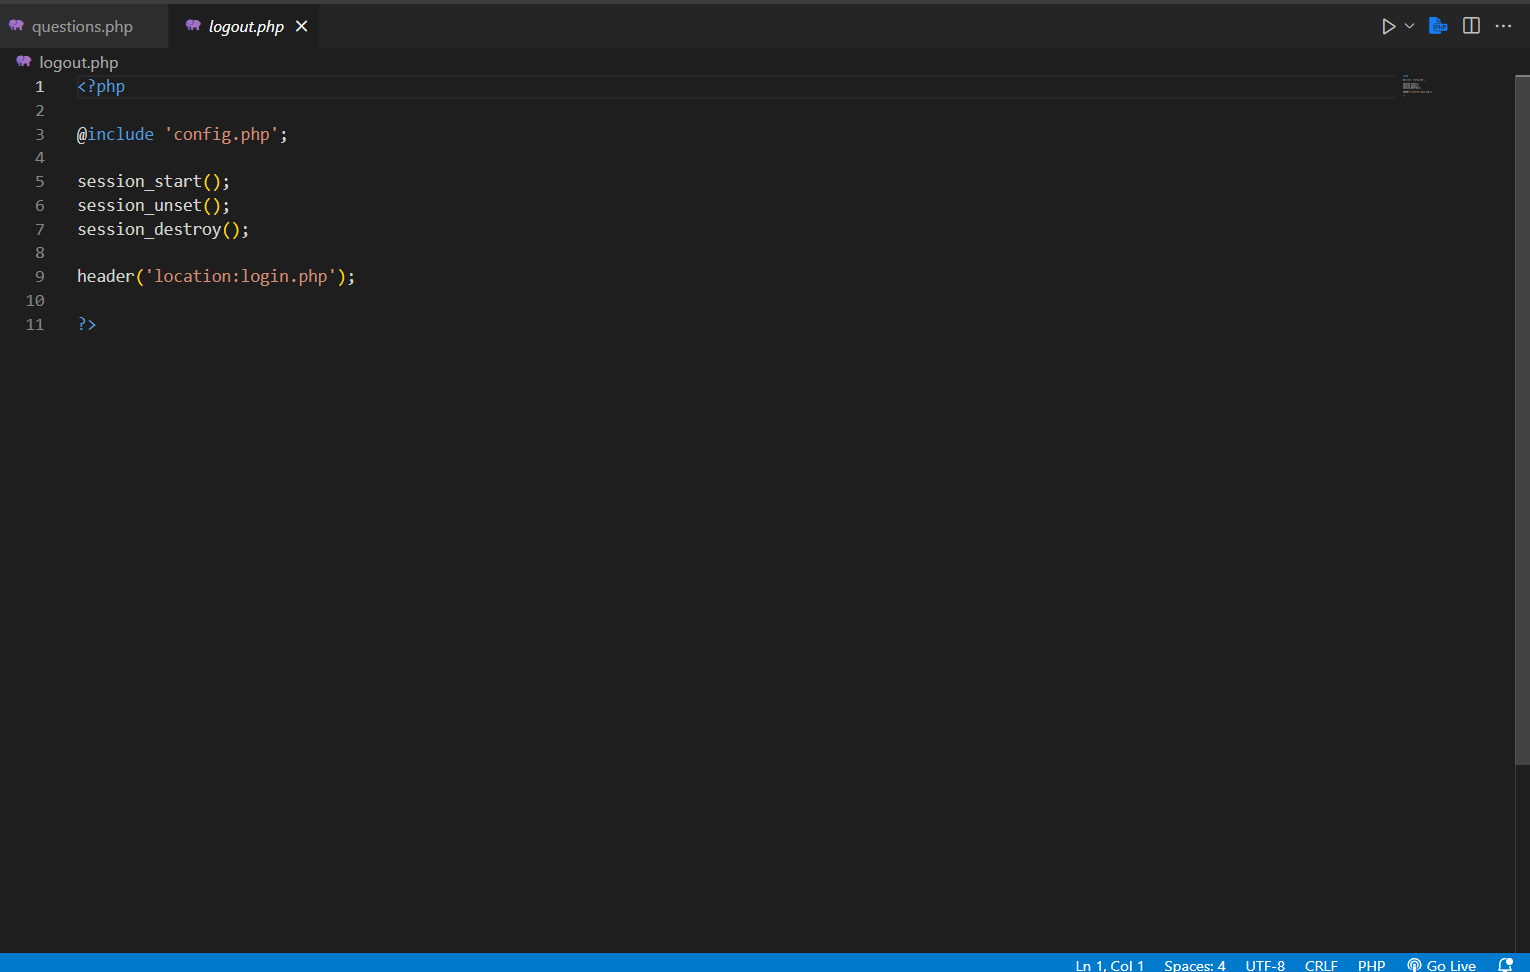 questions.php
logout.php
logout.php
1 <?php
2
3 @include 'config.php';
4
5 session_start();
6 session_unset();
7 session_destroy();
8
9 header('location:login.php');
10
11 ?>
Ln 1, Col 1 Spaces: 4 UTF-8 CRLF PHP Go Live